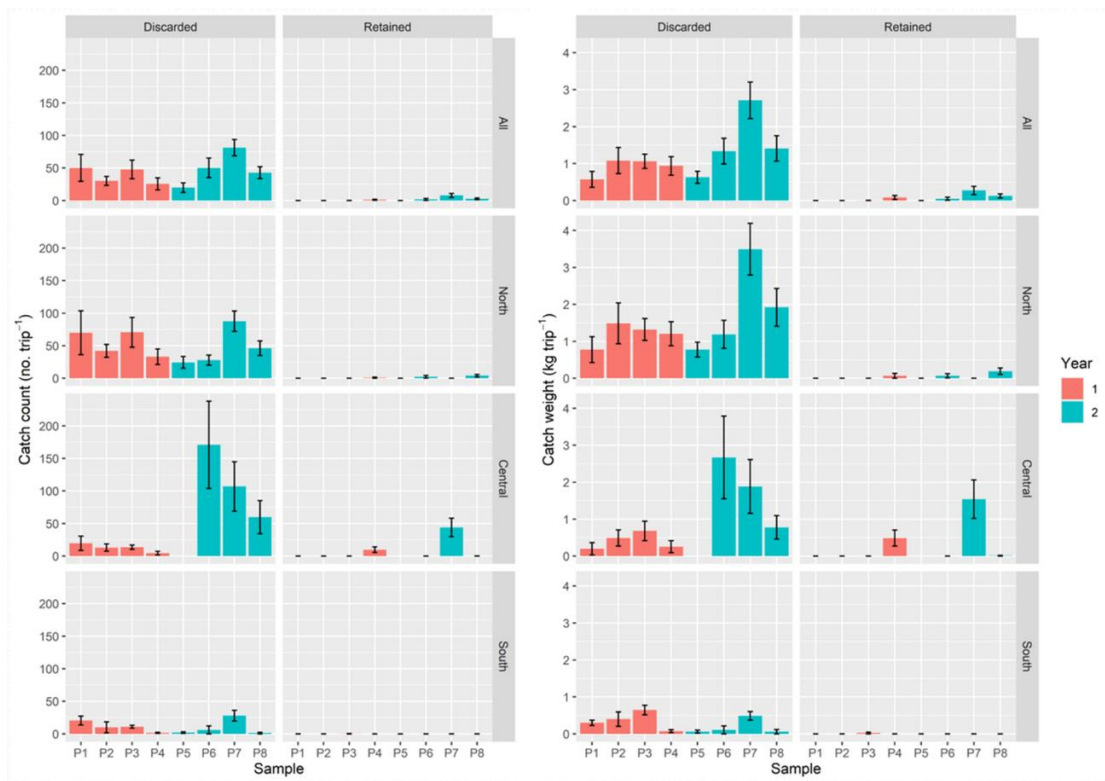 Discarded Retained
200
150
100
50
0
All
200
150
100
50
0
North
200
150
100
50
0
Central
200
150
100
50
0
South
P1 P2 P3 P4 P5 P6 P7 P8 P1 P2 P3 P4 P5 P6 P7 P8
Sample
Catch count (no. trip⁻¹)
Discarded Retained
4
3
2
1
0
All
4
3
2
1
0
North
4
3
2
1
0
Central
4
3
2
1
0
South
P1 P2 P3 P4 P5 P6 P7 P8 P1 P2 P3 P4 P5 P6 P7 P8
Sample
Catch weight (kg trip⁻¹)
Year
1
2